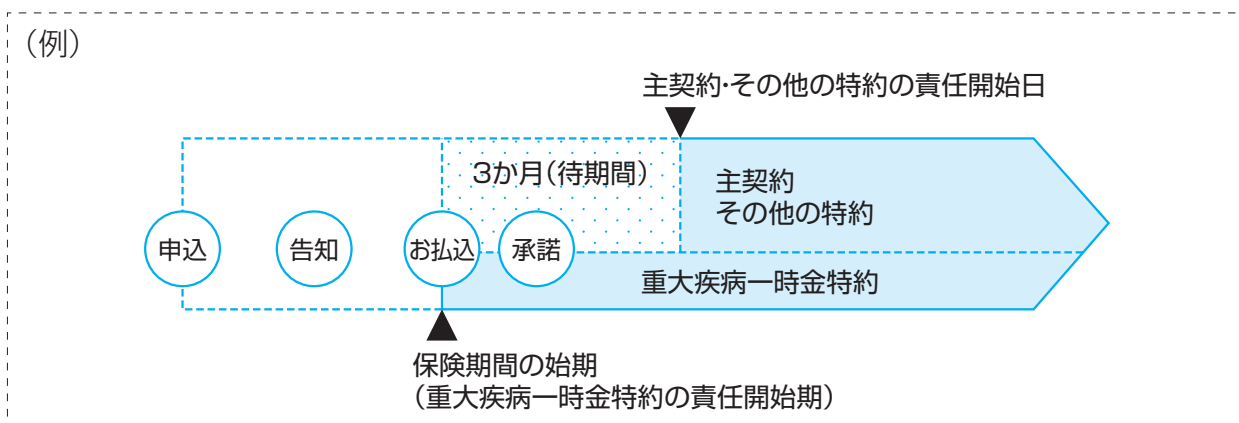 （例）
主契約・その他の特約の責任開始日
3か月（待期間）
主契約
その他の特約
申込
告知
お払込
承諾
重大疾病一時金特約
保険期間の始期
（重大疾病一時金特約の責任開始期）